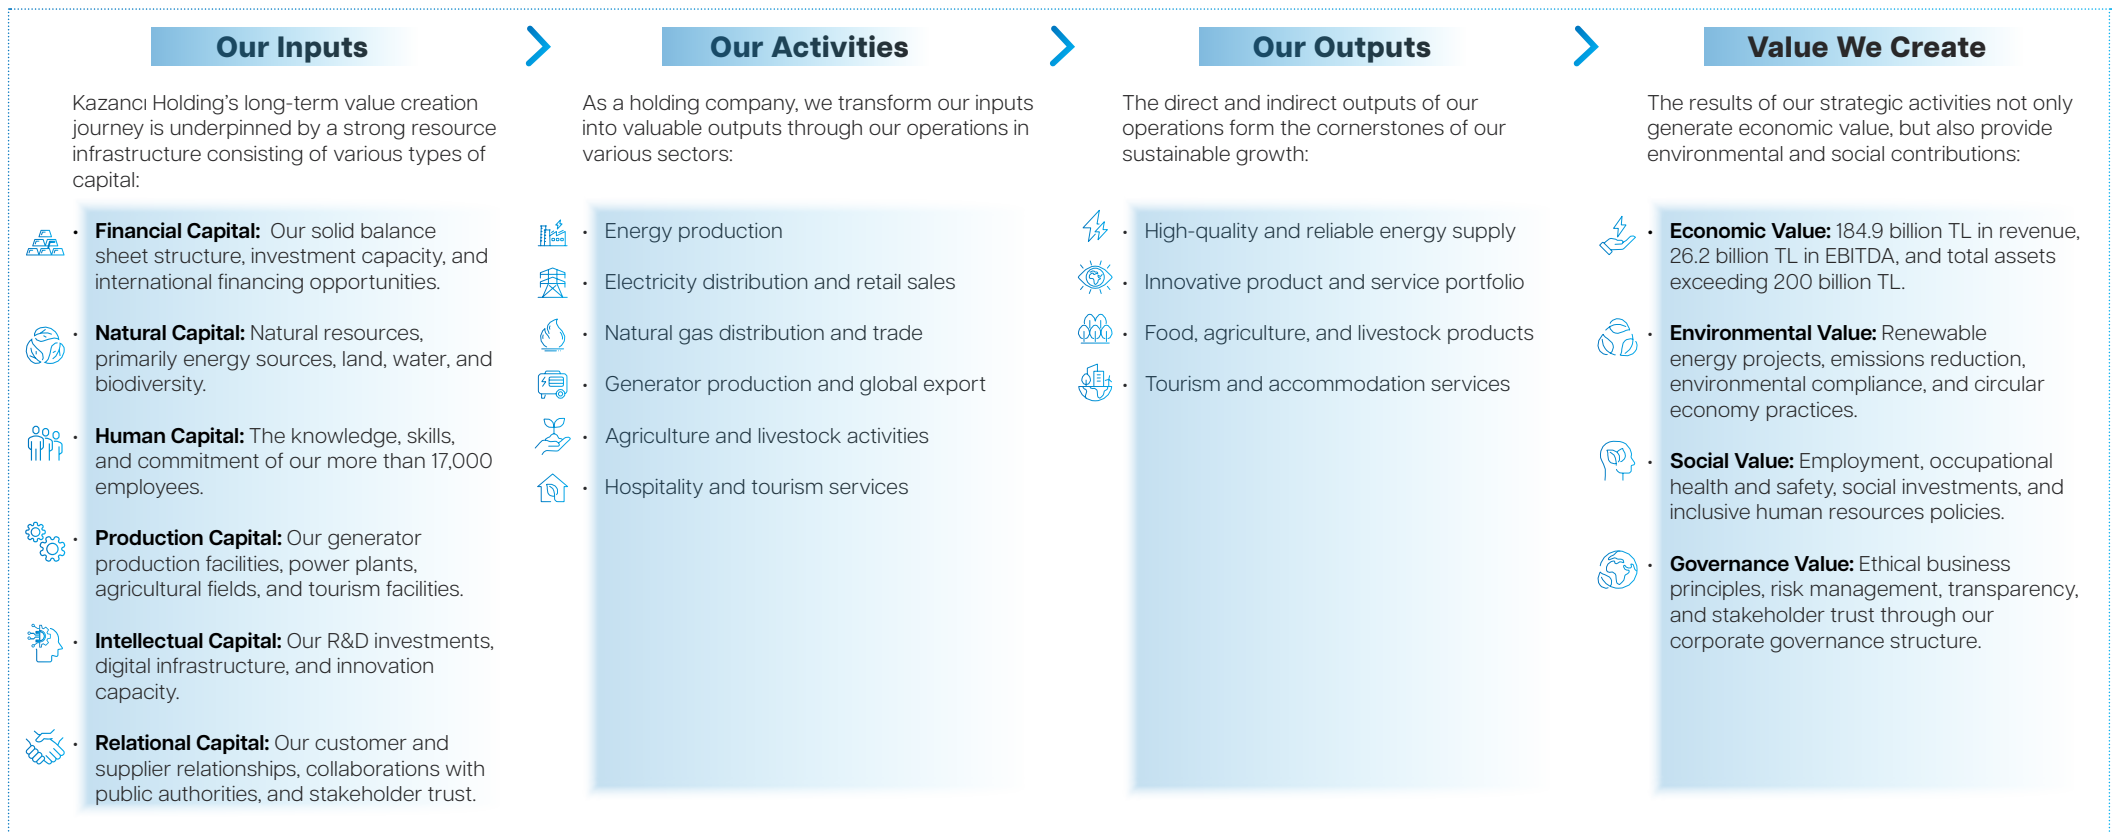 Our Inputs
Kazancı Holding's long-term value creation
journey is underpinned by a strong resource
infrastructure consisting of various types of
capital:
• Financial Capital: Our solid balance
sheet structure, investment capacity, and
international financing opportunities.
• Natural Capital: Natural resources,
primarily energy sources, land, water, and
biodiversity.
• Human Capital: The knowledge, skills,
and commitment of our more than 17,000
employees.
• Production Capital: Our generator
production facilities, power plants,
agricultural fields, and tourism facilities.
• Intellectual Capital: Our R&D investments,
digital infrastructure, and innovation
capacity.
• Relational Capital: Our customer and
supplier relationships, collaborations with
public authorities, and stakeholder trust.
Our Activities
As a holding company, we transform our inputs
into valuable outputs through our operations in
various sectors:
• Energy production
• Electricity distribution and retail sales
• Natural gas distribution and trade
• Generator production and global export
• Agriculture and livestock activities
• Hospitality and tourism services
Our Outputs
The direct and indirect outputs of our
operations form the cornerstones of our
sustainable growth:
• High-quality and reliable energy supply
• Innovative product and service portfolio
• Food, agriculture, and livestock products
• Tourism and accommodation services
Value We Create
The results of our strategic activities not only
generate economic value, but also provide
environmental and social contributions:
• Economic Value: 184.9 billion TL in revenue,
26.2 billion TL in EBITDA, and total assets
exceeding 200 billion TL.
• Environmental Value: Renewable
energy projects, emissions reduction,
environmental compliance, and circular
economy practices.
• Social Value: Employment, occupational
health and safety, social investments, and
inclusive human resources policies.
• Governance Value: Ethical business
principles, risk management, transparency,
and stakeholder trust through our
corporate governance structure.